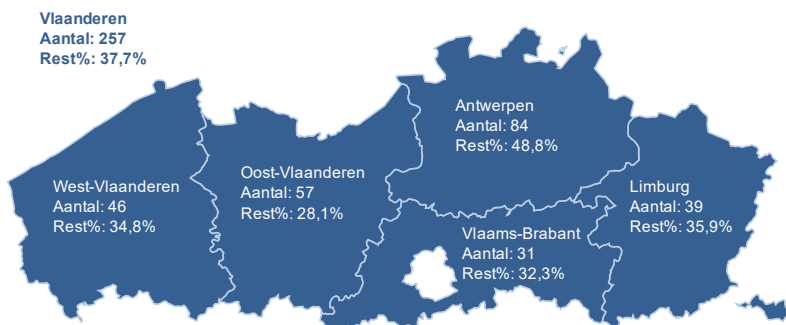 Vlaanderen
Aantal: 257
Rest%: 37,7%
Antwerpen
Aantal: 84
Rest%: 48,8%
West-Vlaanderen
Aantal: 46
Rest%: 34,8%
Oost-Vlaanderen
Aantal: 57
Rest%: 28,1%
Limburg
Aantal: 39
Rest%: 35,9%
Vlaams-Brabant
Aantal: 31
Rest%: 32,3%